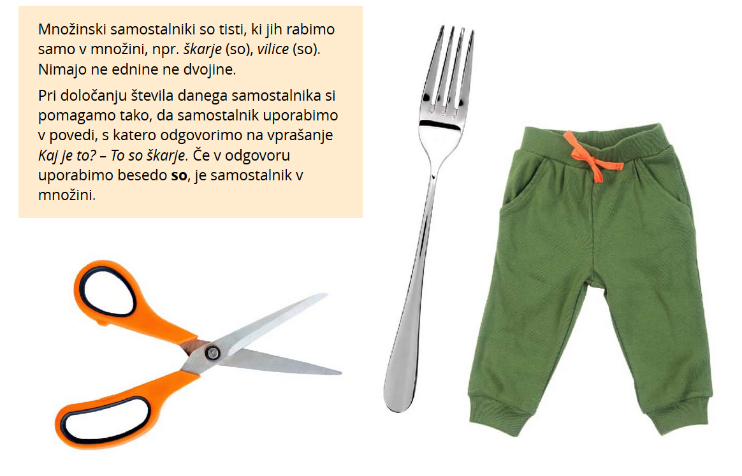 Množinski samostalniki so tisti, ki jih rabimo
samo v množini, npr. škarje (so), vilice (so).
Nimajo ne ednine ne dvojine.
Pri določanju števila danega samostalnika si
pomagamo tako, da samostalnik uporabimo
v povedi, s katero odgovorimo na vprašanje
Kaj je to? – To so škarje. Če v odgovoru
uporabimo besedo so, je samostalnik v
množini.